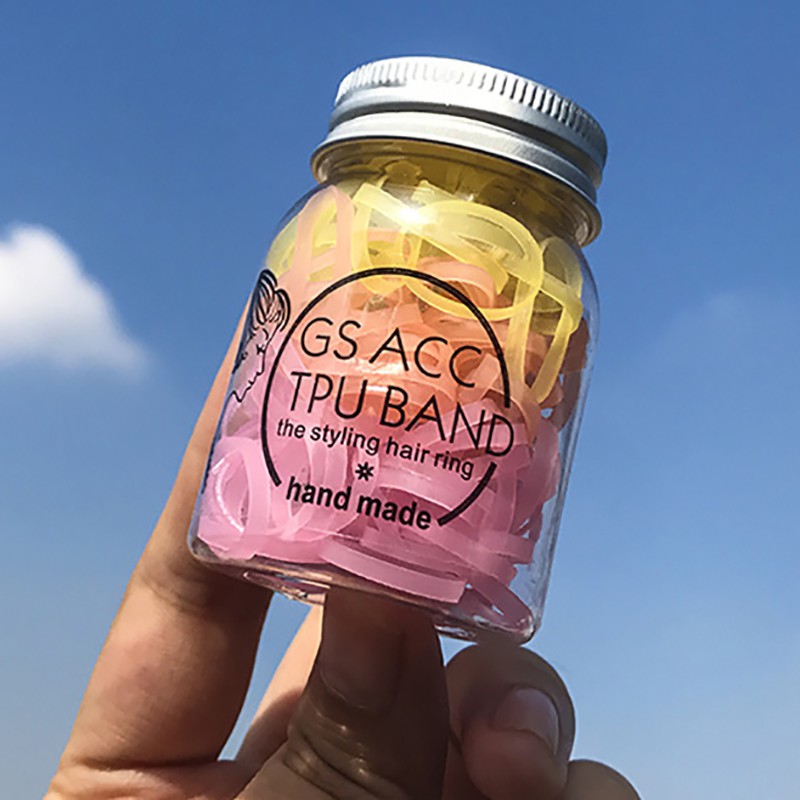 GS ACC
TPU BAND
the styling hair ring
hand made